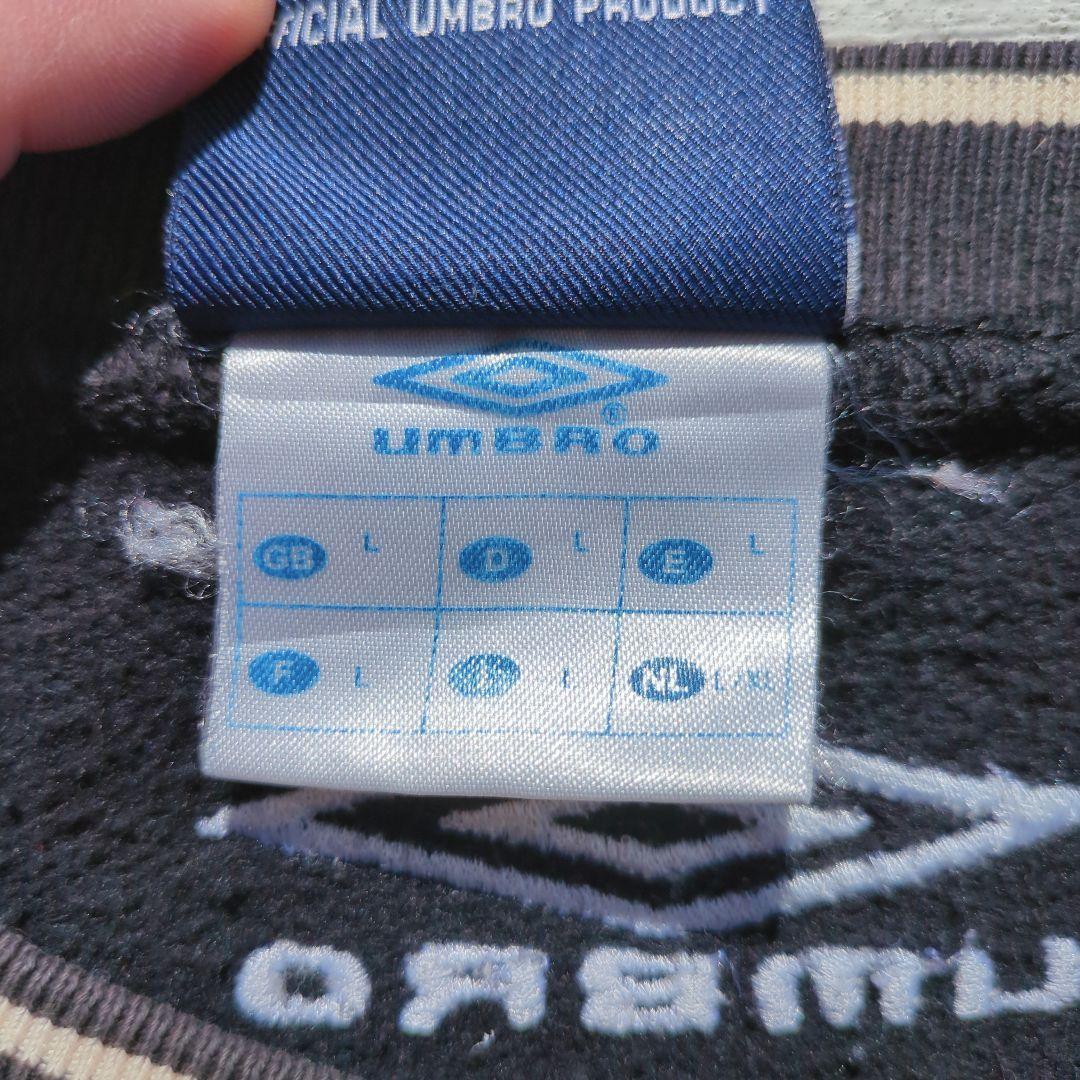 FICIAL UMBRO PRODUCT
UMBRO®
GB L D L E L
F L I L NL L/XL
UMBRO